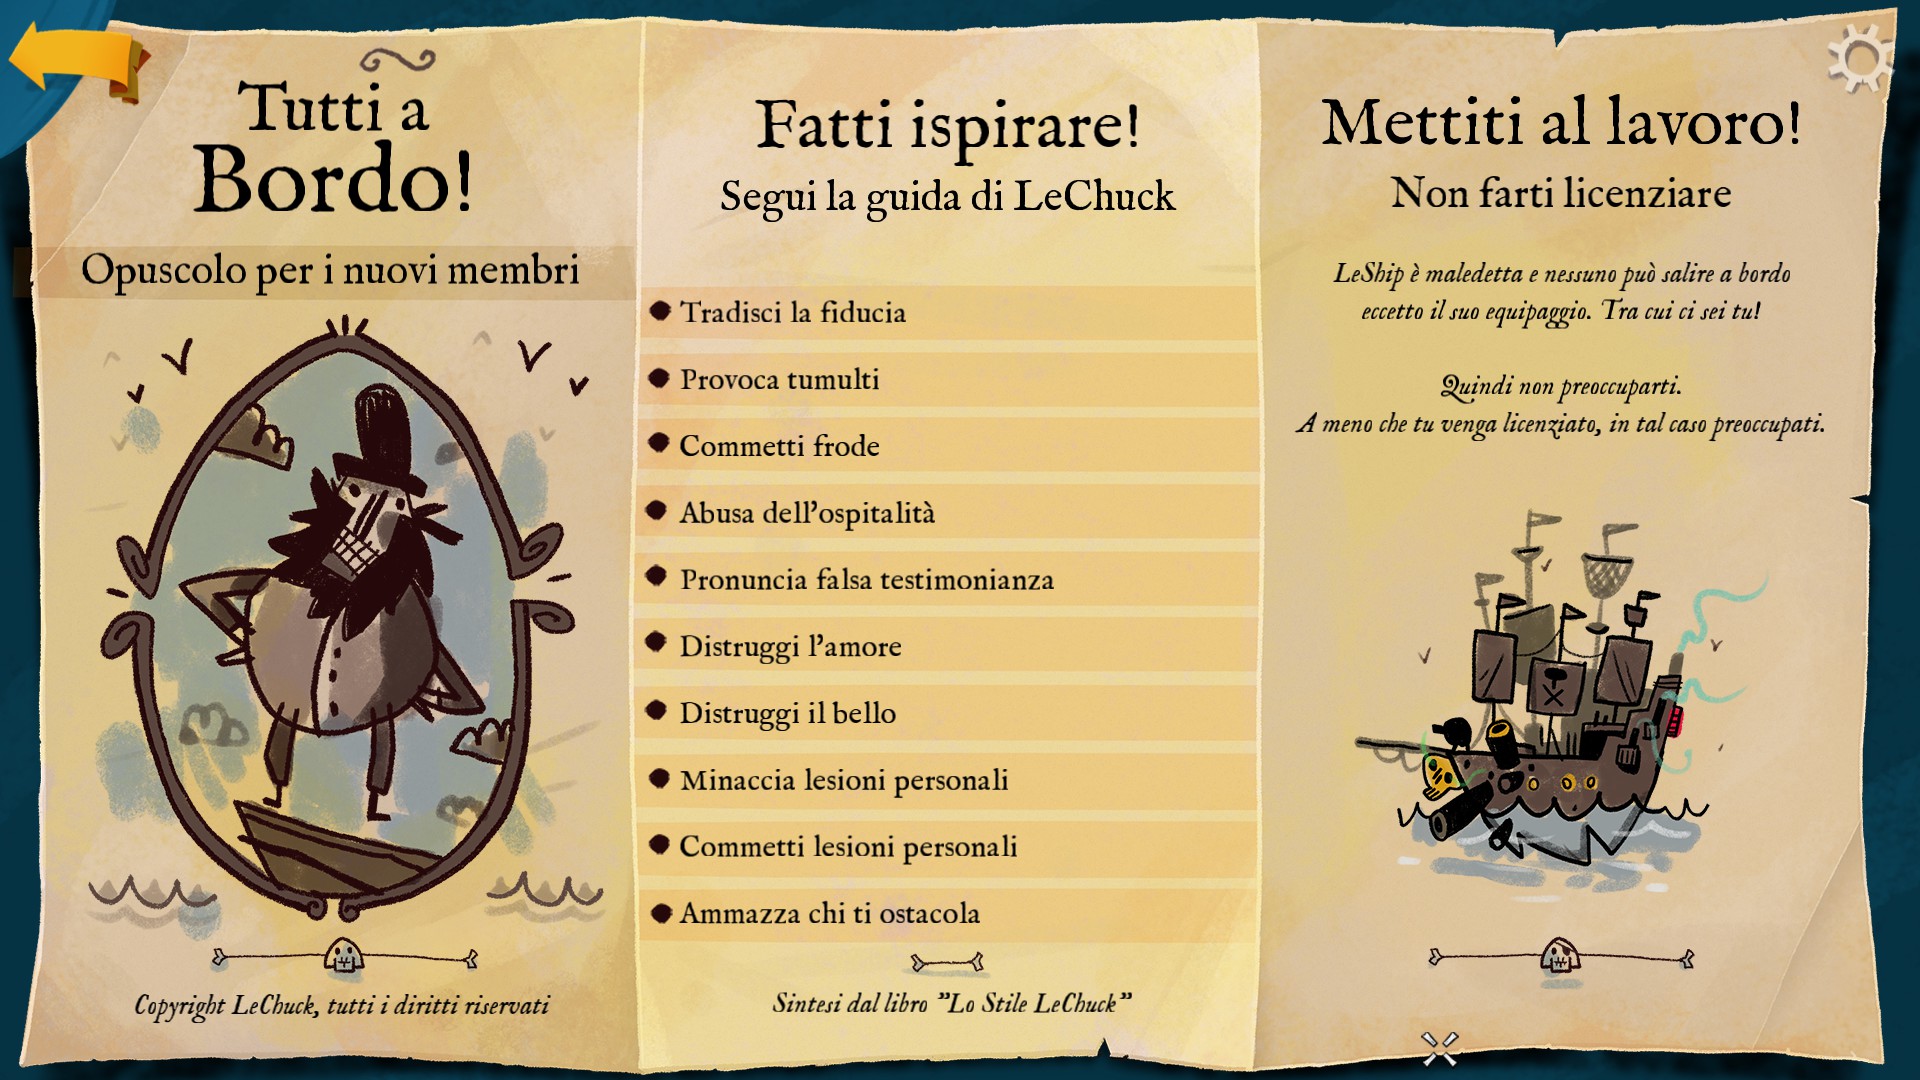 Tutti a
Bordo!
Opuscolo per i nuovi membri
Copyright LeChuck, tutti i diritti riservati
Fatti ispirare!
Segui la guida di LeChuck
Tradisci la fiducia
Provoca tumulti
Commetti frode
Abusa dell'ospitalità
Pronuncia falsa testimonianza
Distruggi l'amore
Distruggi il bello
Minaccia lesioni personali
Commetti lesioni personali
Ammazza chi ti ostacola
Sintesi dal libro "Lo Stile LeChuck"
Mettiti al lavoro!
Non farti licenziare
LeShip è maledetta e nessuno può salire a bordo
eccetto il suo equipaggio. Tra cui ci sei tu!
Quindi non preoccuparti.
A meno che tu venga licenziato, in tal caso preoccupati.